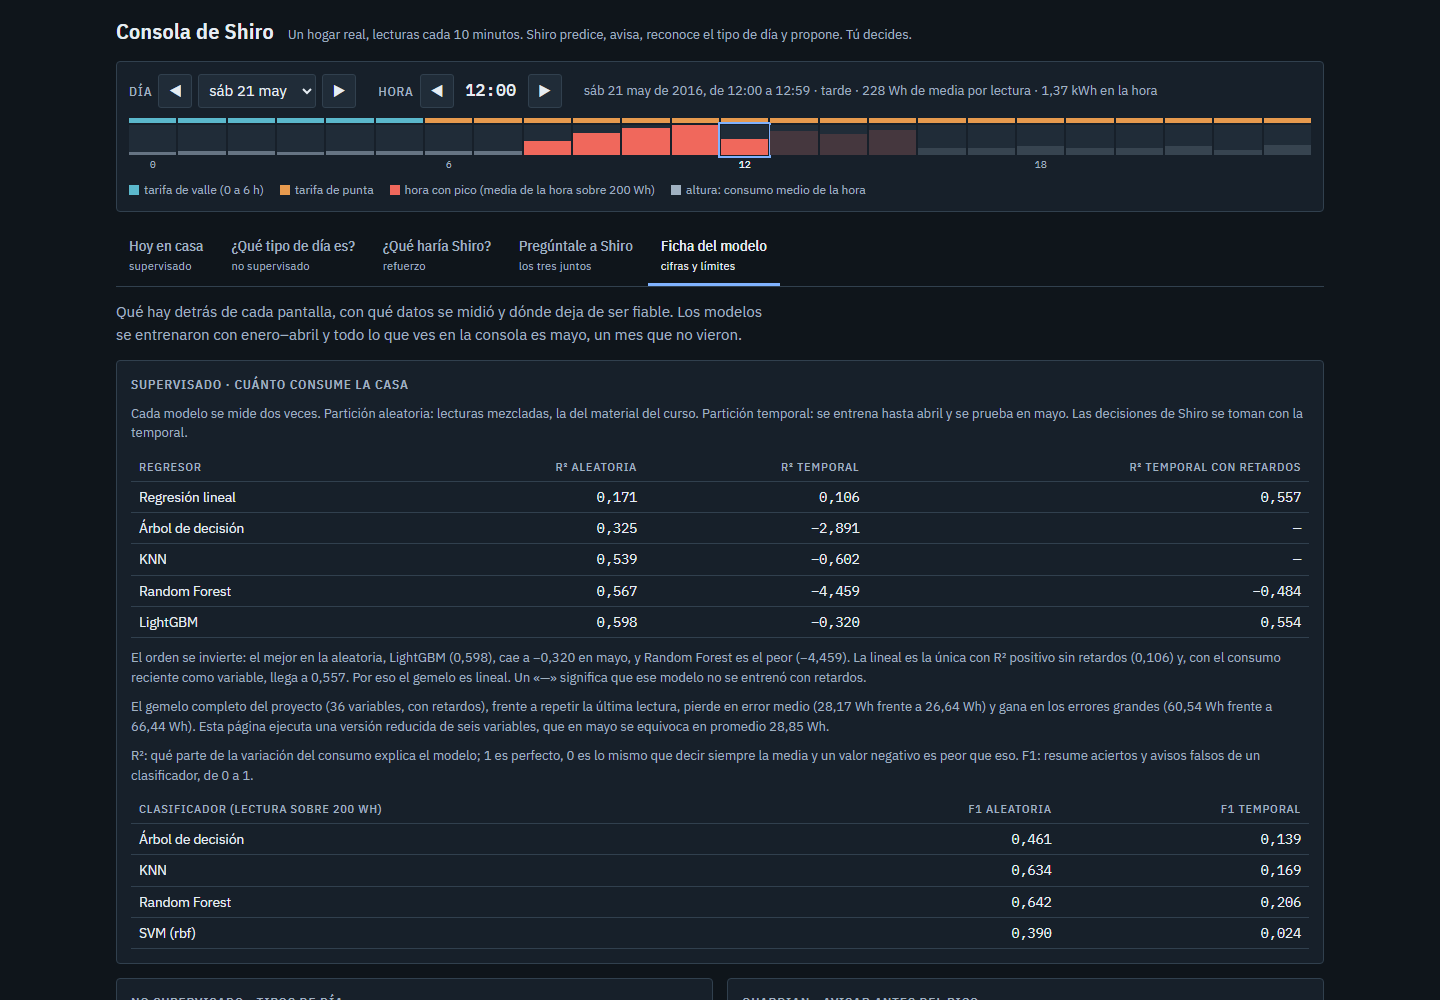 Consola de Shiro Un hogar real, lecturas cada 10 minutos. Shiro predice, avisa, reconoce el tipo de día y propone. Tú decides.
DÍA ◀ sáb 21 may ▶ HORA ◀ 12:00 ▶ sáb 21 may de 2016, de 12:00 a 12:59 · tarde · 228 Wh de media por lectura · 1,37 kWh en la hora
0 6 12 18
tarifa de valle (0 a 6 h) tarifa de punta hora con pico (media de la hora sobre 200 Wh) altura: consumo medio de la hora
Hoy en casa ¿Qué tipo de día es? ¿Qué haría Shiro? Pregúntale a Shiro Ficha del modelo
supervisado no supervisado refuerzo los tres juntos cifras y límites
Qué hay detrás de cada pantalla, con qué datos se midió y dónde deja de ser fiable. Los modelos
se entrenaron con enero–abril y todo lo que ves en la consola es mayo, un mes que no vieron.
SUPERVISADO · CUÁNTO CONSUME LA CASA
Cada modelo se mide dos veces. Partición aleatoria: lecturas mezcladas, la del material del curso. Partición temporal: se entrena hasta abril y se prueba en mayo. Las decisiones de Shiro se toman con la
temporal.
REGRESOR R² ALEATORIA R² TEMPORAL R² TEMPORAL CON RETARDOS
Regresión lineal 0,171 0,106 0,557
Árbol de decisión 0,325 −2,891 —
KNN 0,539 −0,602 —
Random Forest 0,567 −4,459 −0,484
LightGBM 0,598 −0,320 0,554
El orden se invierte: el mejor en la aleatoria, LightGBM (0,598), cae a −0,320 en mayo, y Random Forest es el peor (−4,459). La lineal es la única con R² positivo sin retardos (0,106) y, con el consumo
reciente como variable, llega a 0,557. Por eso el gemelo es lineal. Un «—» significa que ese modelo no se entrenó con retardos.
El gemelo completo del proyecto (36 variables, con retardos), frente a repetir la última lectura, pierde en error medio (28,17 Wh frente a 26,64 Wh) y gana en los errores grandes (60,54 Wh frente a
66,44 Wh). Esta página ejecuta una versión reducida de seis variables, que en mayo se equivoca en promedio 28,85 Wh.
R²: qué parte de la variación del consumo explica el modelo; 1 es perfecto, 0 es lo mismo que decir siempre la media y un valor negativo es peor que eso. F1: resume aciertos y avisos falsos de un
clasificador, de 0 a 1.
CLASIFICADOR (LECTURA SOBRE 200 WH) F1 ALEATORIA F1 TEMPORAL
Árbol de decisión 0,461 0,139
KNN 0,634 0,169
Random Forest 0,642 0,206
SVM (rbf) 0,390 0,024